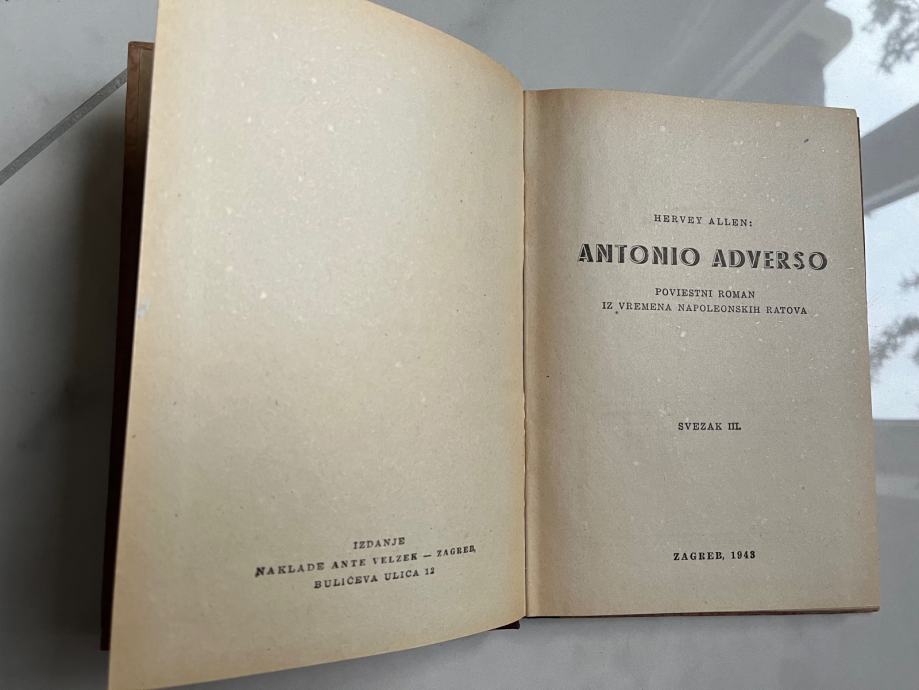 IZDANJE
NAKLADE ANTE VELZEK — ZAGREB,
BULIĆEVA ULICA 12
HERVEY ALLEN:
ANTONIO ADVERSO
POVIESTNI ROMAN
IZ VREMENA NAPOLEONSKIH RATOVA
SVEZAK III.
ZAGREB, 1943